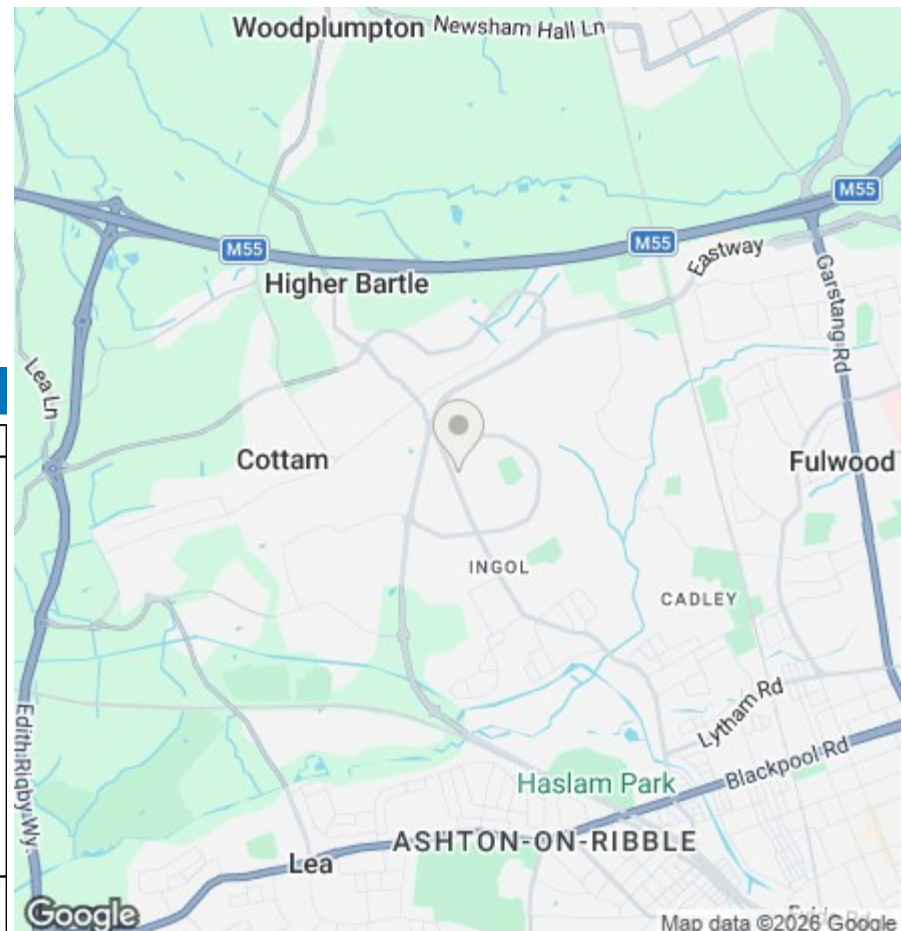 Woodplumpton
Newsham Hall Ln
M55
M55
M55
Eastway
Higher Bartle
Garstang Rd
Lea Ln
Cottam
Fulwood
INGOL
CADLEY
Lytham Rd
Edith Rigby Wy.
Blackpool Rd
Haslam Park
ASHTON-ON-RIBBLE
Lea
Google
Map data ©2026 Google